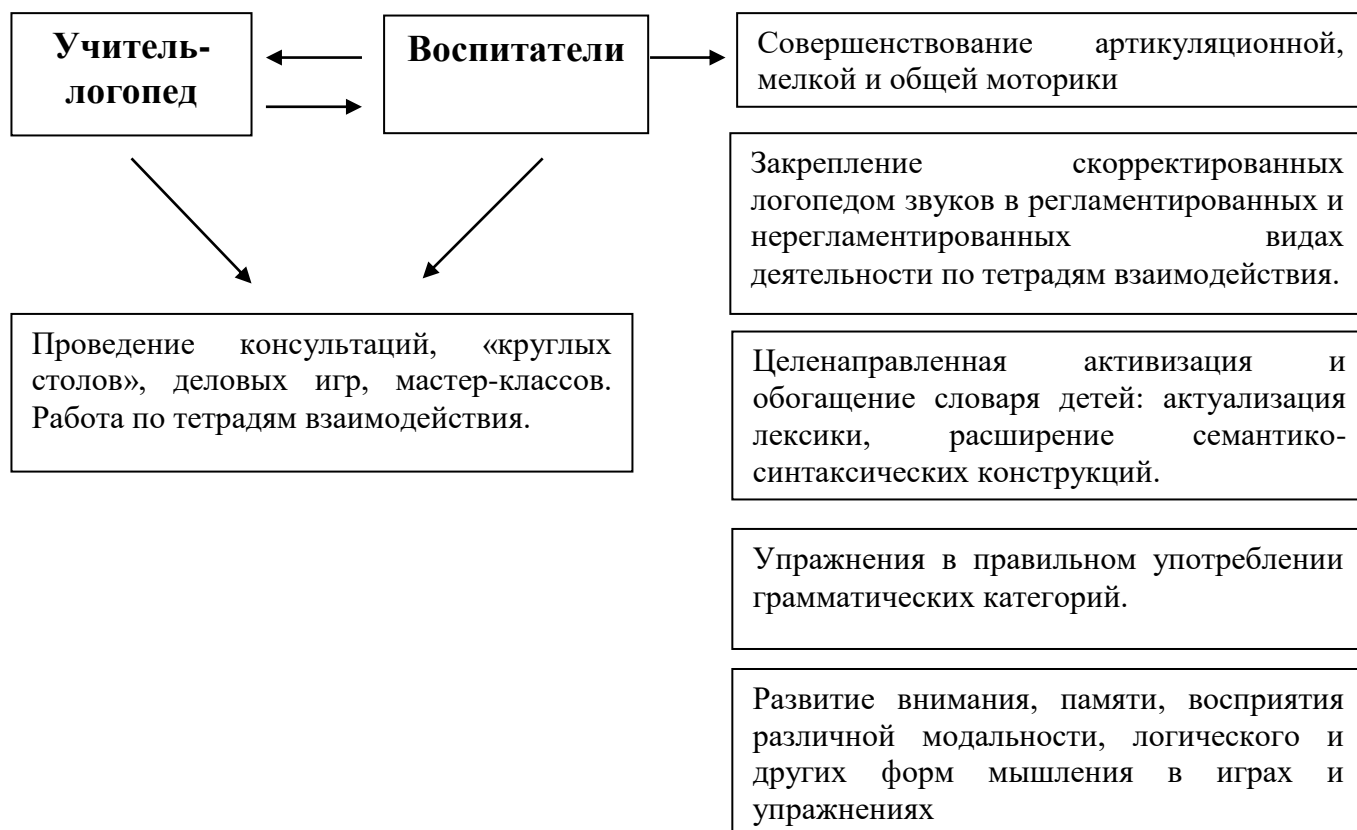 Учитель-
логопед
Воспитатели
Совершенствование артикуляционной,
мелкой и общей моторики
Закрепление скорректированных
логопедом звуков в регламентированных и
нерегламентированных видах
деятельности по тетрадям взаимодействия.
Проведение консультаций, «круглых
столов», деловых игр, мастер-классов.
Работа по тетрадям взаимодействия.
Целенаправленная активизация и
обогащение словаря детей: актуализация
лексики, расширение семантико-
синтаксических конструкций.
Упражнения в правильном употреблении
грамматических категорий.
Развитие внимания, памяти, восприятия
различной модальности, логического и
других форм мышления в играх и
упражнениях